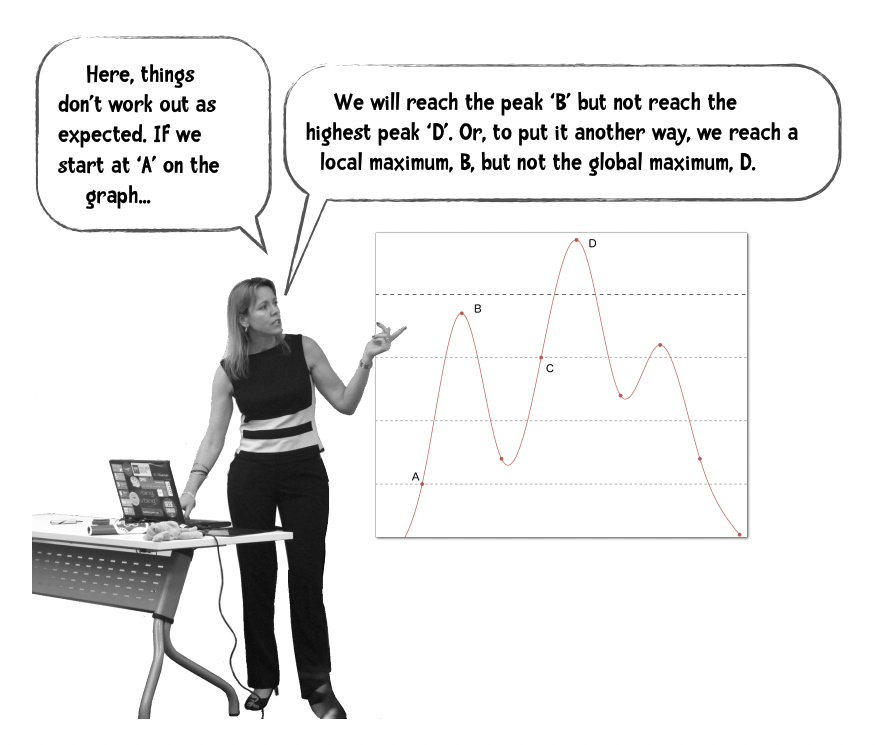 Here, things
don't work out as
expected. If we
start at ‘A’ on the
graph...
We will reach the peak ‘B’ but not reach the
highest peak ‘D’. Or, to put it another way, we reach a
local maximum, B, but not the global maximum, D.
D
B
C
A